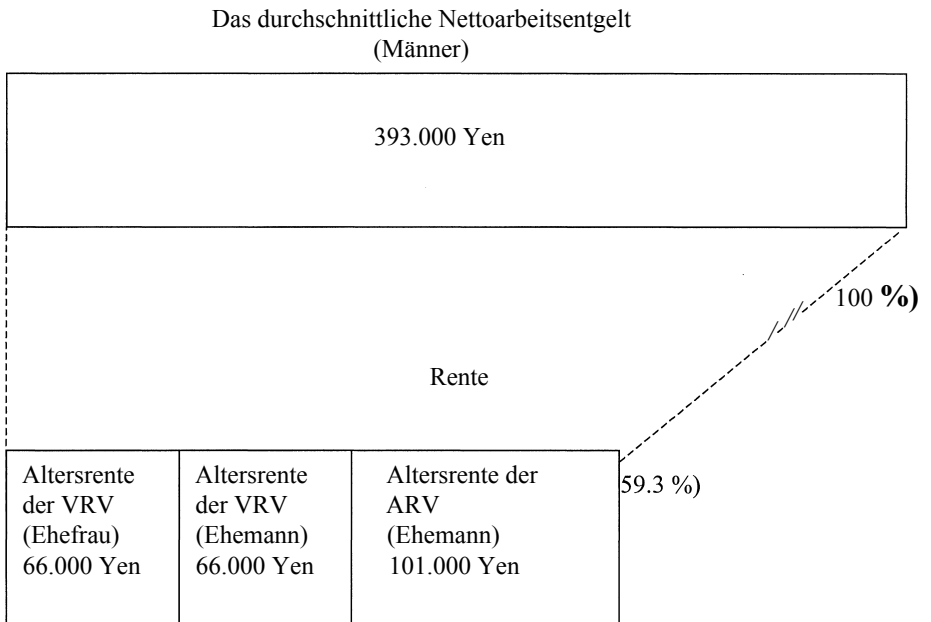 Das durchschnittliche Nettoarbeitsentgelt
(Männer)
393.000 Yen
100 %)
Rente
59.3 %)
Altersrente
der VRV
(Ehefrau)
66.000 Yen
Altersrente
der VRV
(Ehemann)
66.000 Yen
Altersrente der
ARV
(Ehemann)
101.000 Yen